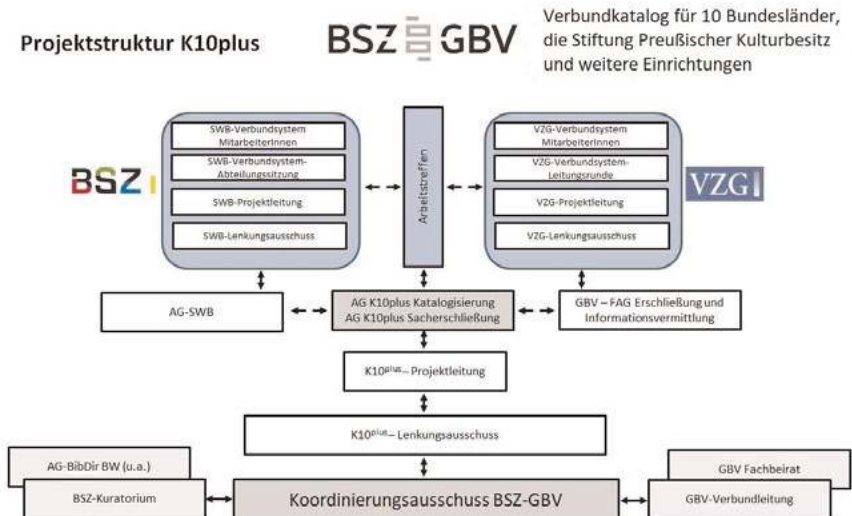 Projektstruktur K10plus
BSZ GBV
Verbundkatalog für 10 Bundesländer,
die Stiftung Preußischer Kulturbesitz
und weitere Einrichtungen
BSZ
SWB-Verbundsystem
MitarbeiterInnen
SWB-Verbundsystem-
Abteilungssitzung
SWB-Projektleitung
SWB-Lenkungsausschuss
Arbeitstreffen
VZG-Verbundsystem
MitarbeiterInnen
VZG-Verbundsystem-
Leitungsrunde
VZG-Projektleitung
VZG-Lenkungsausschuss
VZG
AG-SWB
AG K10plus Katalogisierung
AG K10plus Sacherschließung
GBV – FAG Erschließung und
Informationsvermittlung
K10plus – Projektleitung
K10plus – Lenkungsausschuss
AG-BibDir BW (u.a.)
BSZ-Kuratorium
Koordinierungsausschuss BSZ-GBV
GBV Fachbeirat
GBV-Verbundleitung